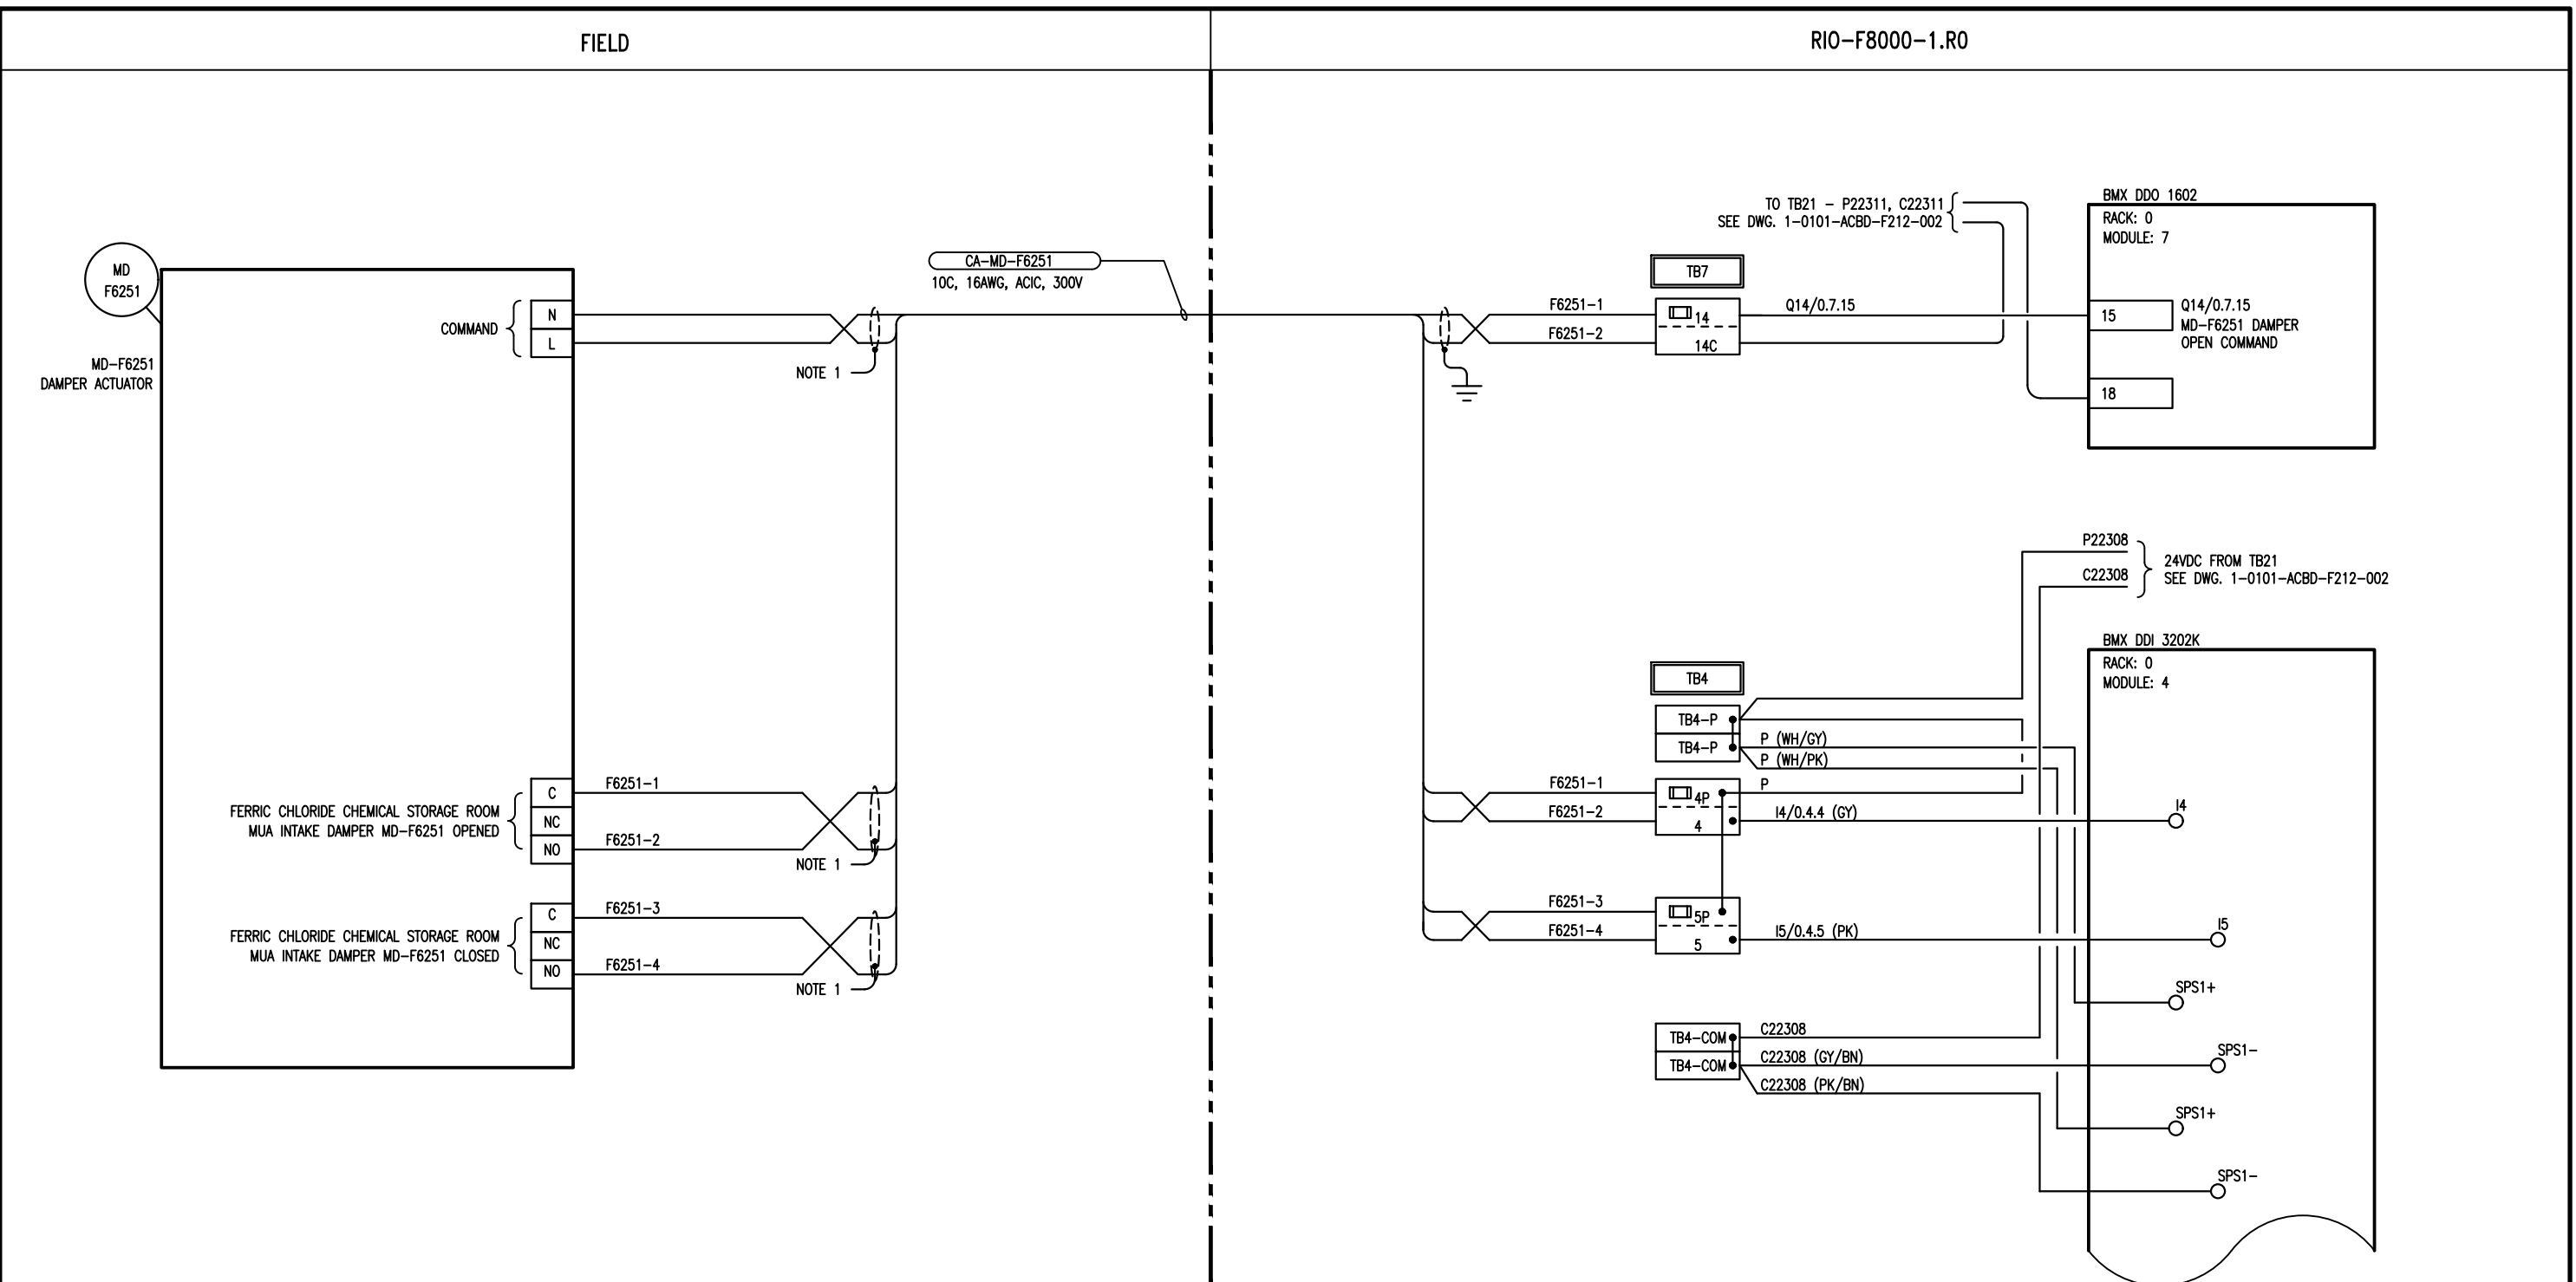 FIELD
RIO-F8000-1.R0
MD
F6251
MD-F6251
DAMPER ACTUATOR
COMMAND
N
L
NOTE 1
CA-MD-F6251
10C, 16AWG, ACIC, 300V
FERRIC CHLORIDE CHEMICAL STORAGE ROOM
MUA INTAKE DAMPER MD-F6251 OPENED
C
NC
NO
F6251-1
F6251-2
NOTE 1
FERRIC CHLORIDE CHEMICAL STORAGE ROOM
MUA INTAKE DAMPER MD-F6251 CLOSED
C
NC
NO
F6251-3
F6251-4
NOTE 1
TO TB21 - P22311, C22311
SEE DWG. 1-0101-ACBD-F212-002
TB7
F6251-1
F6251-2
14
14C
Q14/0.7.15
BMX DDO 1602
RACK: 0
MODULE: 7
15
Q14/0.7.15
MD-F6251 DAMPER
OPEN COMMAND
18
P22308
C22308
24VDC FROM TB21
SEE DWG. 1-0101-ACBD-F212-002
BMX DDI 3202K
RACK: 0
MODULE: 4
TB4
TB4-P
TB4-P
P (WH/GY)
P (WH/PK)
F6251-1
F6251-2
4P
4
P
I4/0.4.4 (GY)
I4
F6251-3
F6251-4
5P
5
I5/0.4.5 (PK)
I5
SPS1+
TB4-COM
TB4-COM
C22308
C22308 (GY/BN)
C22308 (PK/BN)
SPS1-
SPS1+
SPS1-